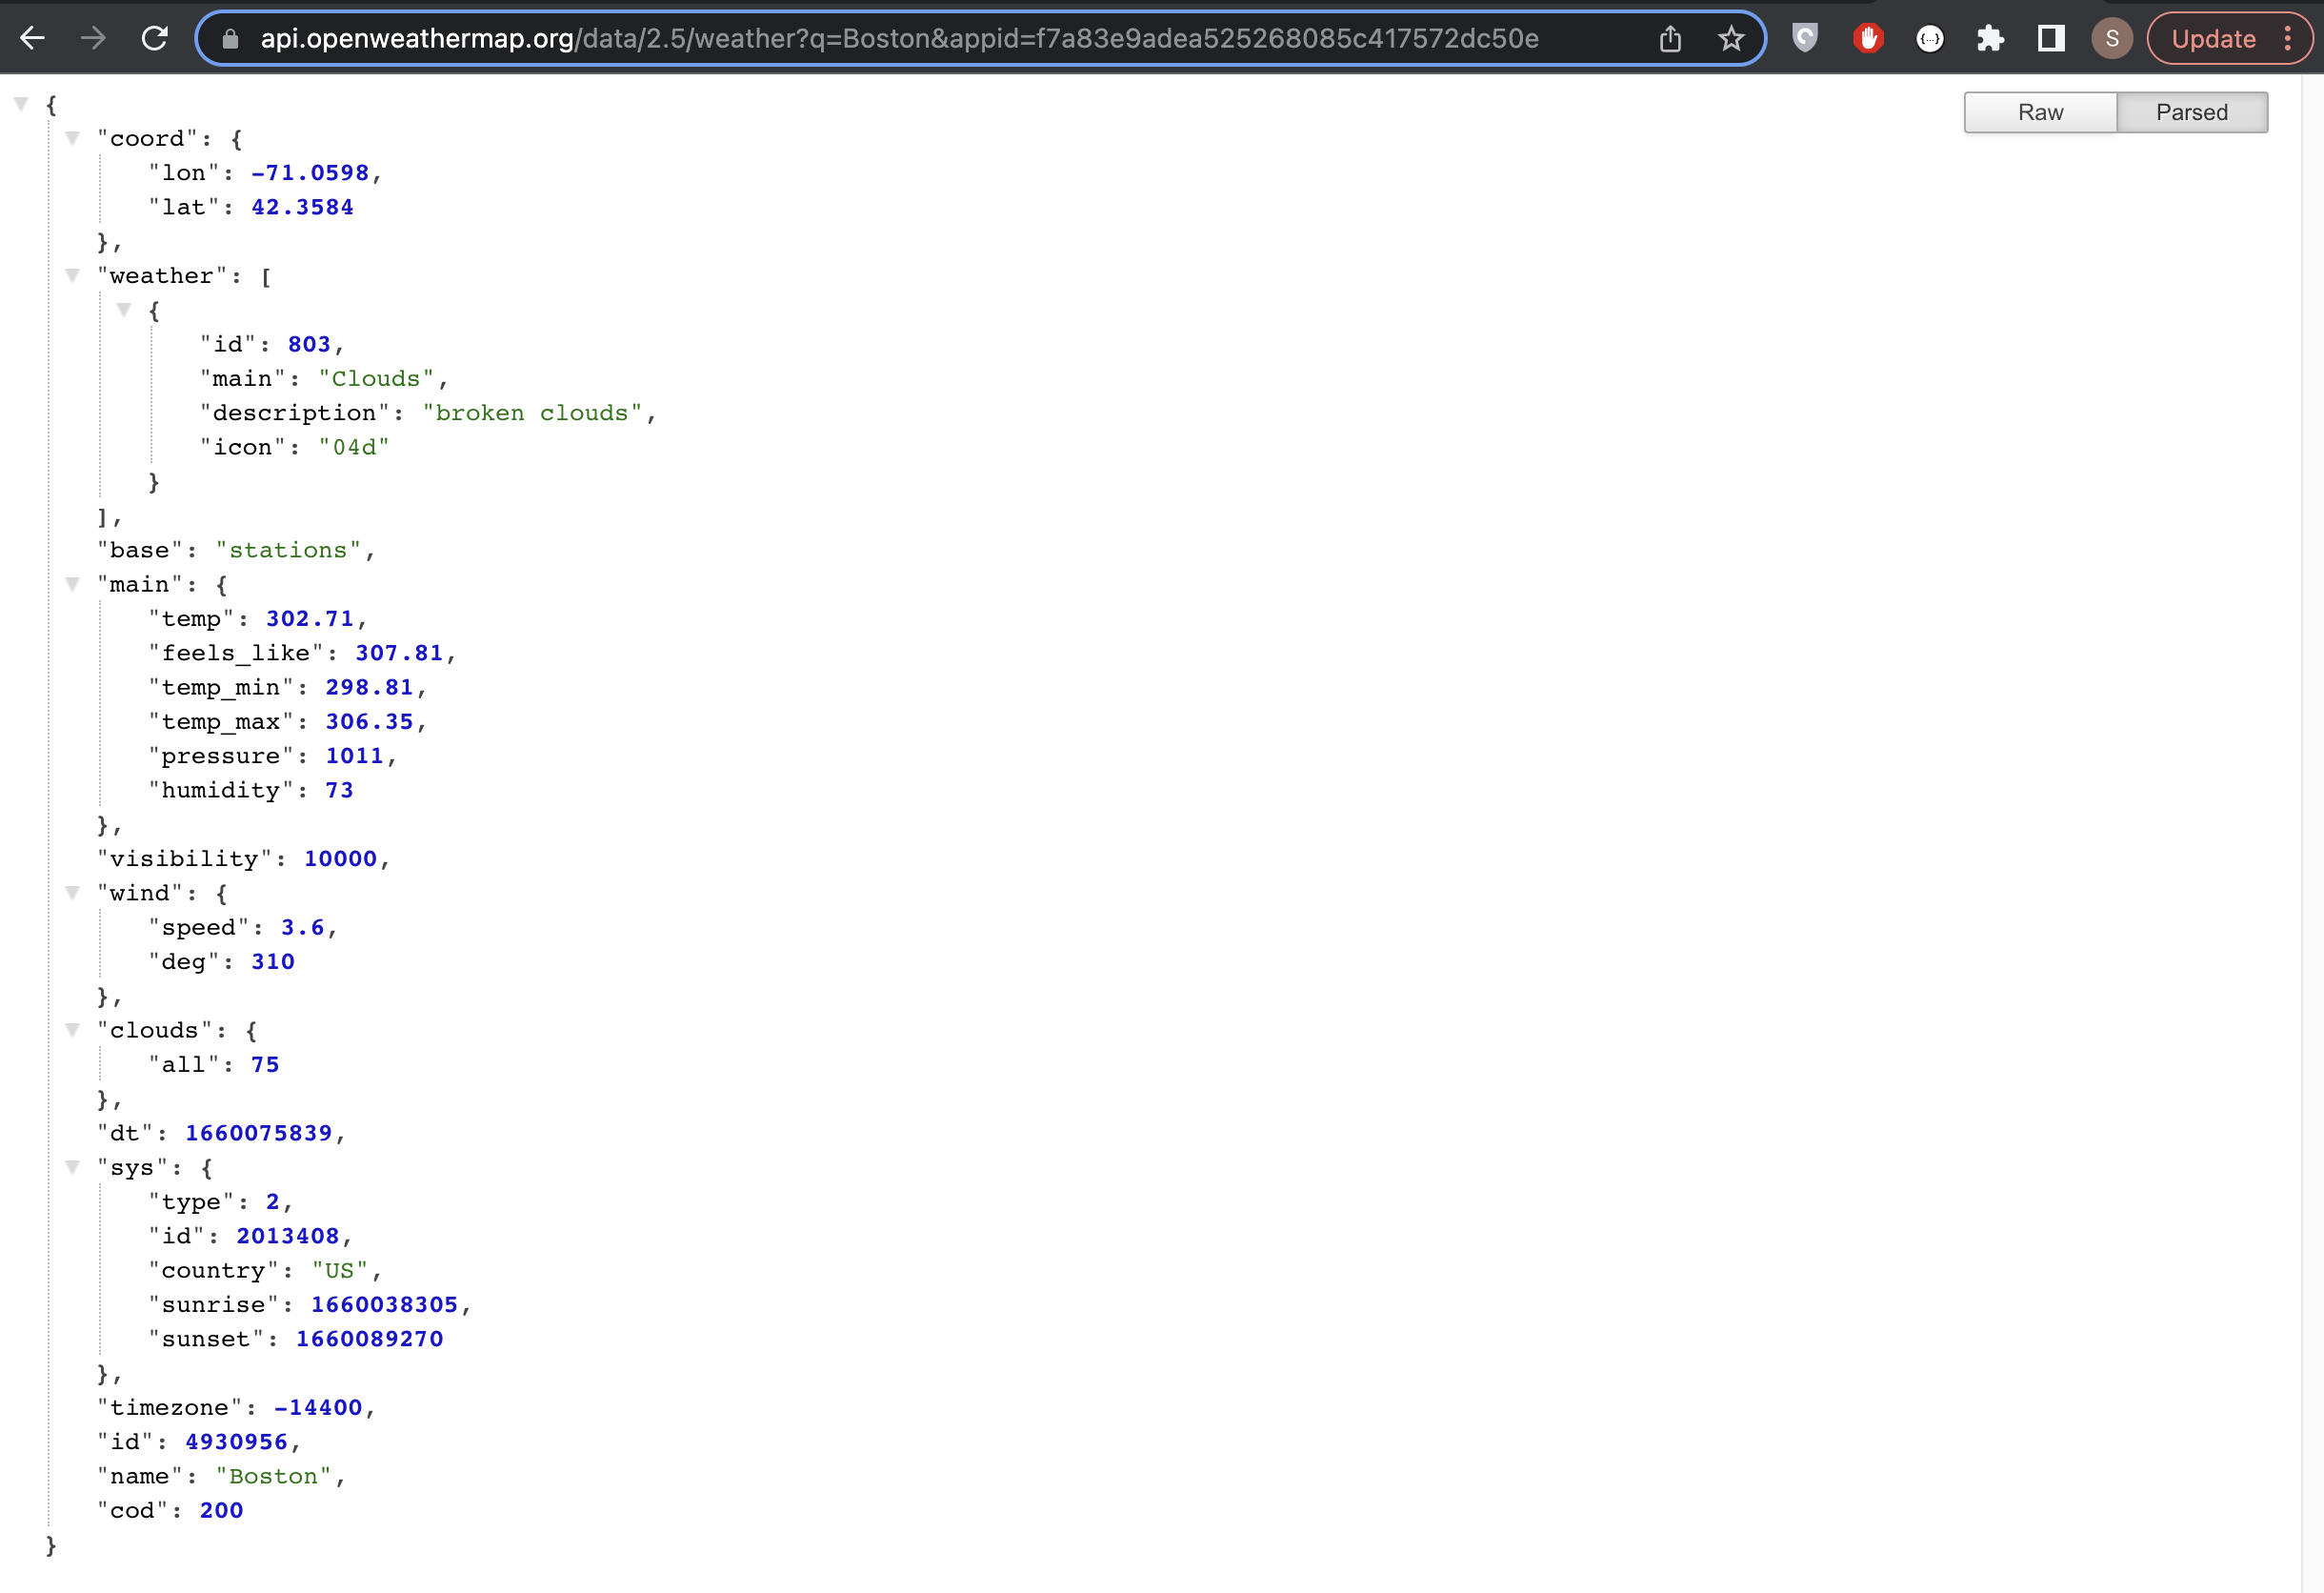 api.openweathermap.org/data/2.5/weather?q=Boston&appid=f7a83e9adea525268085c417572dc50e
S
Update
Raw
Parsed
{
"coord": {
"lon": -71.0598,
"lat": 42.3584
},
"weather": [
{
"id": 803,
"main": "Clouds",
"description": "broken clouds",
"icon": "04d"
}
],
"base": "stations",
"main": {
"temp": 302.71,
"feels_like": 307.81,
"temp_min": 298.81,
"temp_max": 306.35,
"pressure": 1011,
"humidity": 73
},
"visibility": 10000,
"wind": {
"speed": 3.6,
"deg": 310
},
"clouds": {
"all": 75
},
"dt": 1660075839,
"sys": {
"type": 2,
"id": 2013408,
"country": "US",
"sunrise": 1660038305,
"sunset": 1660089270
},
"timezone": -14400,
"id": 4930956,
"name": "Boston",
"cod": 200
}